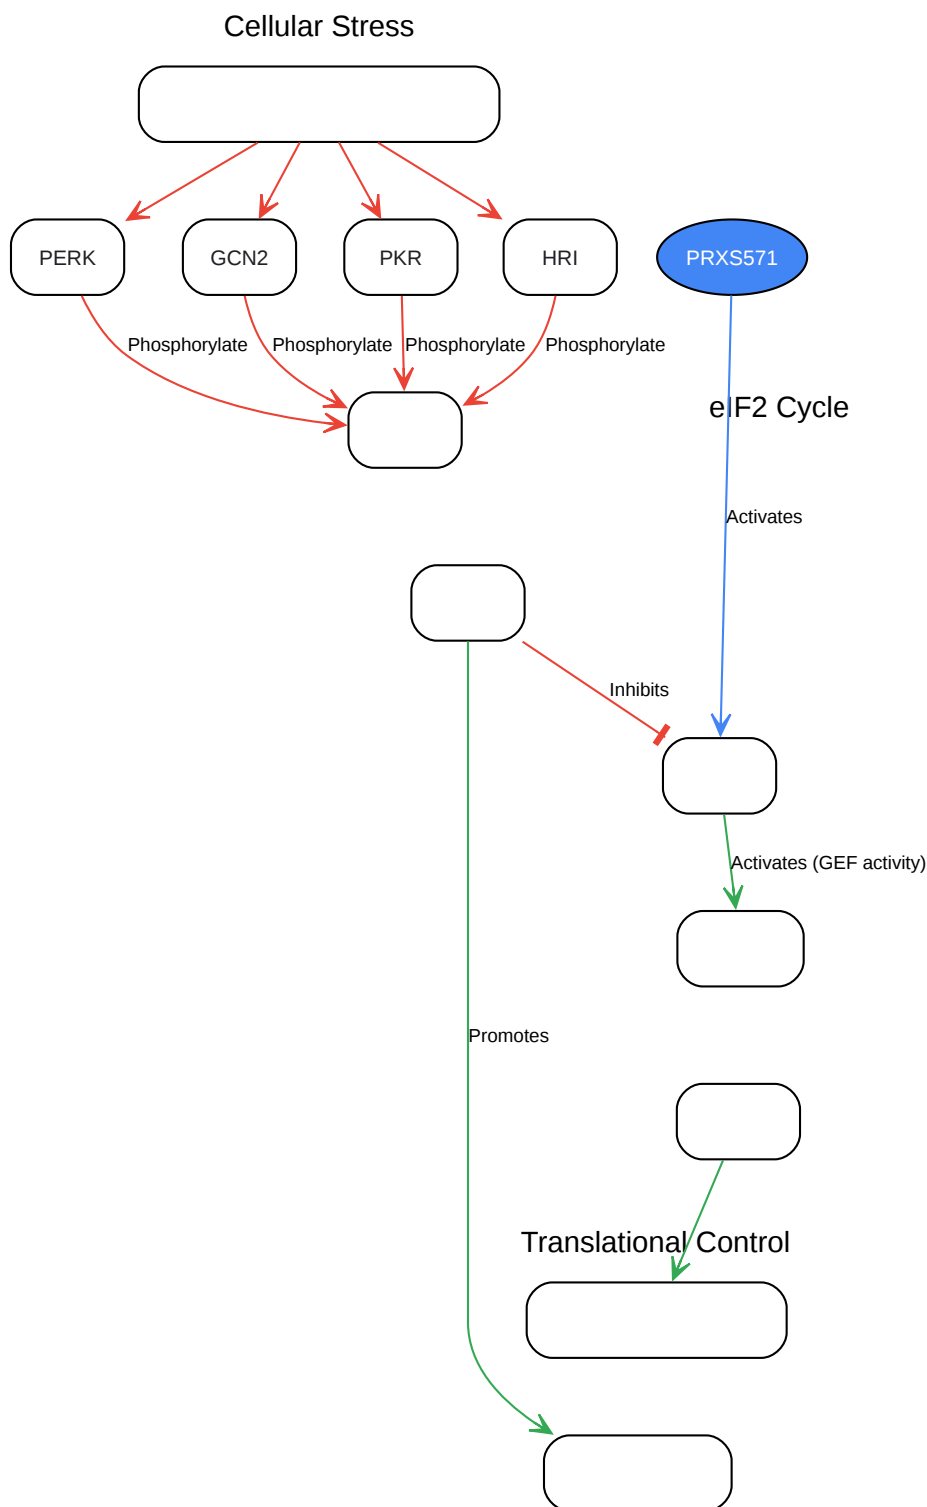 Cellular Stress
PERK
GCN2
PKR
HRI
PRXS571
Phosphorylate
Phosphorylate
Phosphorylate
Phosphorylate
eIF2 Cycle
Activates
Inhibits
Activates (GEF activity)
Promotes
Translational Control